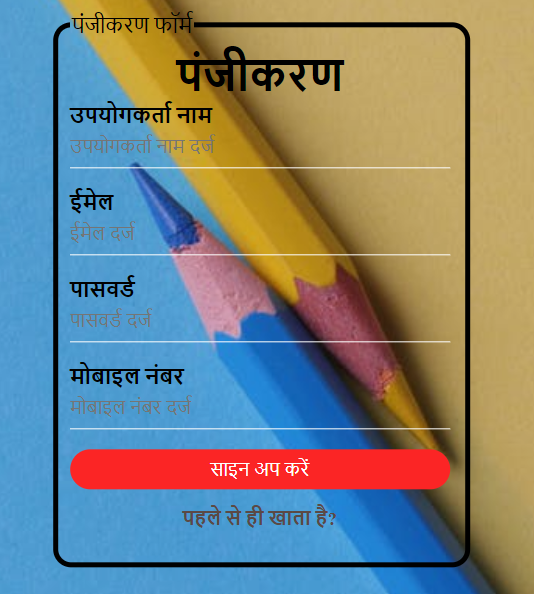 पंजीकरण फॉर्म
पंजीकरण
उपयोगकर्ता नाम
उपयोगकर्ता नाम दर्ज
ईमेल
ईमेल दर्ज
पासवर्ड
पासवर्ड दर्ज
मोबाइल नंबर
मोबाइल नंबर दर्ज
साइन अप करें
पहले से ही खाता है?